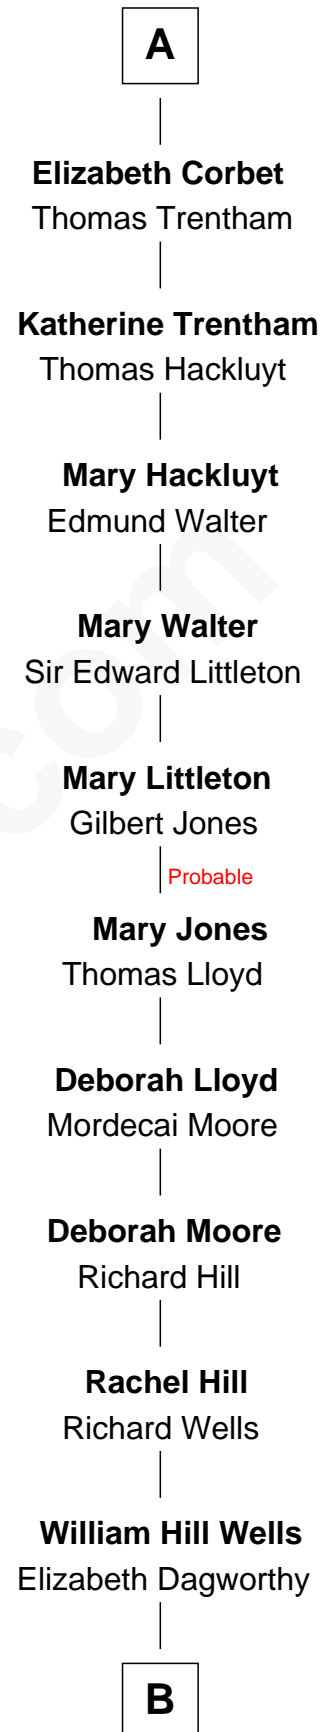 A
Elizabeth Corbet
Thomas Trentham
Katherine Trentham
Thomas Hackluyt
Mary Hackluyt
Edmund Walter
Mary Walter
Sir Edward Littleton
Mary Littleton
Gilbert Jones
Probable
Mary Jones
Thomas Lloyd
Deborah Lloyd
Mordecai Moore
Deborah Moore
Richard Hill
Rachel Hill
Richard Wells
William Hill Wells
Elizabeth Dagworthy
B
com